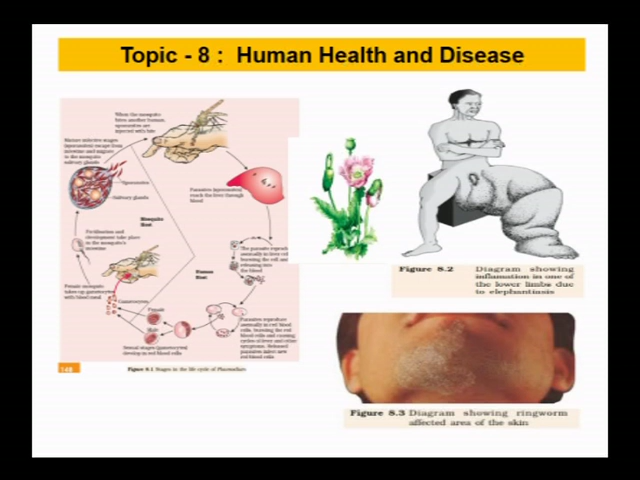 Topic - 8 : Human Health and Disease
When the mosquito
bites another human,
sporozoites are
injected with bite
Mature infective stages
(sporozoites) escape from
intestine and migrate
to the mosquito
salivary glands
Sporozoites
Salivary glands
Parasites (sporozoites)
reach the liver through
blood
Mosquito
Host
Fertilisation and
development take place
in the mosquito's
intestine
The parasite reproduces
asexually in liver cells,
bursting the cell and
releasing into
the blood
Human
Host
Female mosquito
takes up gametocytes
with blood meal
Gametocytes
Female
Male
Sexual stages (gametocytes)
develop in red blood cells
Parasites reproduce
asexually in red blood
cells, bursting the red
blood cells and causing
cycles of fever and other
symptoms. Released
parasites infect new
red blood cells
148
Figure 8.1 Stages in the life cycle of Plasmodium
Figure 8.2 Diagram showing
inflamation in one of
the lower limbs due
to elephantiasis
Figure 8.3 Diagram showing ringworm
affected area of the skin